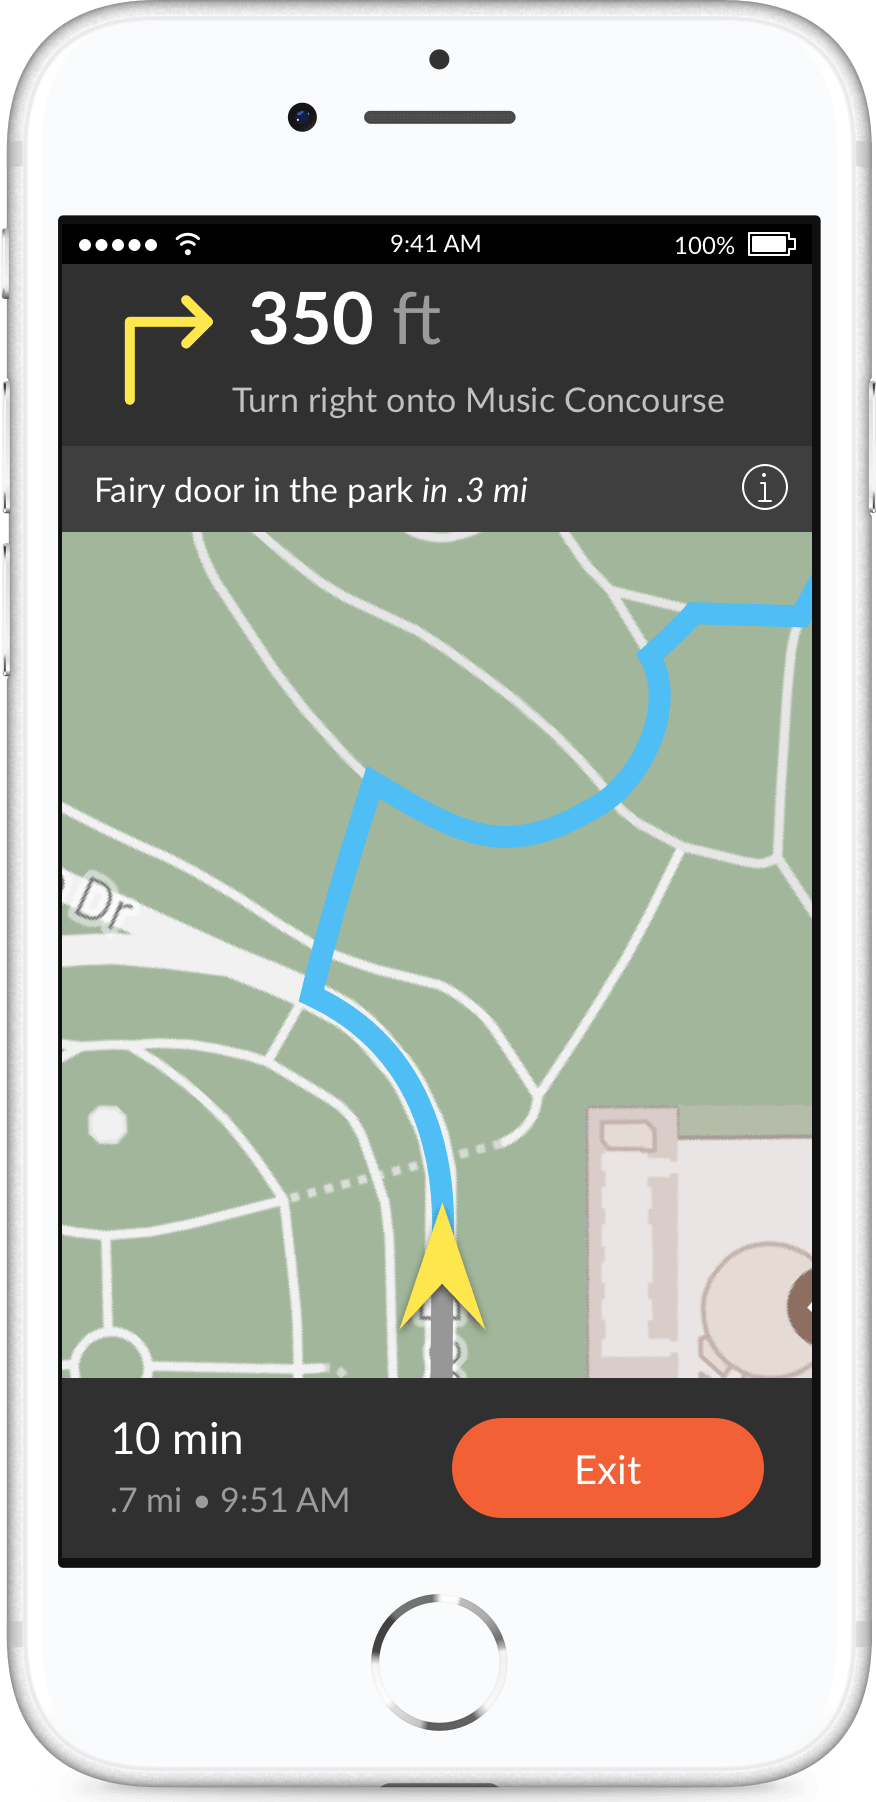 9:41 AM 100%
350 ft
Turn right onto Music Concourse
Fairy door in the park in .3 mi
i
Dr
10 min
.7 mi • 9:51 AM
Exit